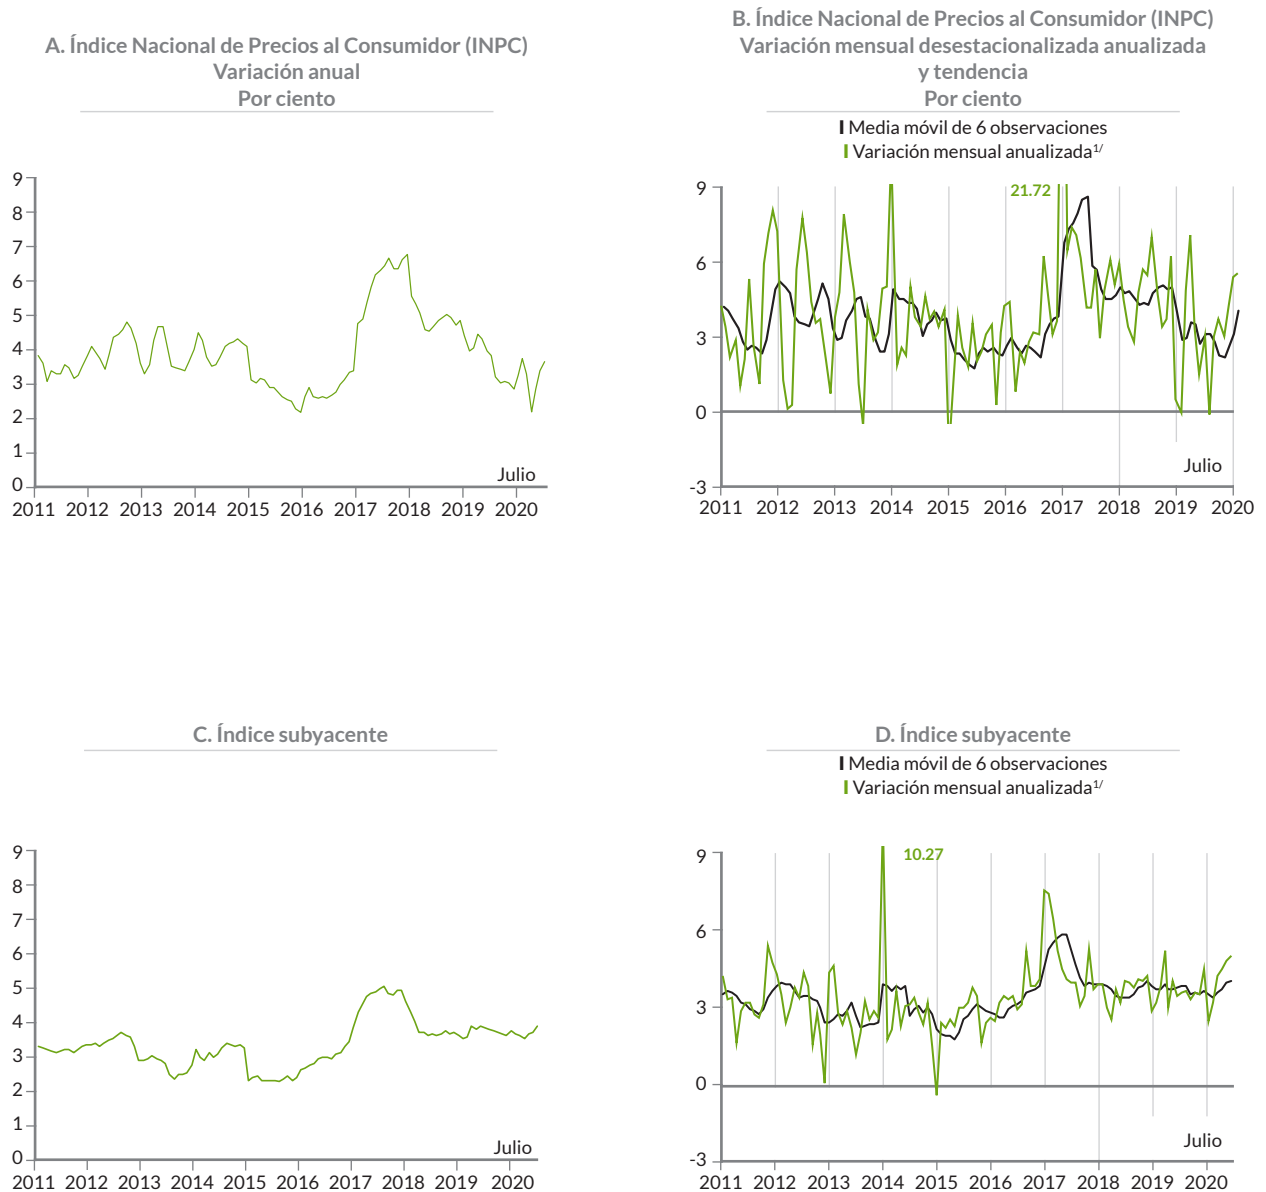 A. Índice Nacional de Precios al Consumidor (INPC)
Variación anual
Por ciento
9
8
7
6
5
4
3
2
1
0
Julio
2011 2012 2013 2014 2015 2016 2017 2018 2019 2020
B. Índice Nacional de Precios al Consumidor (INPC)
Variación mensual desestacionalizada anualizada
y tendencia
Por ciento
Media móvil de 6 observaciones
Variación mensual anualizada1/
9
21.72
6
3
0
Julio
-3
2011 2012 2013 2014 2015 2016 2017 2018 2019 2020
C. Índice subyacente
9
8
7
6
5
4
3
2
1
0
Julio
2011 2012 2013 2014 2015 2016 2017 2018 2019 2020
D. Índice subyacente
Media móvil de 6 observaciones
Variación mensual anualizada1/
9
10.27
6
3
0
Julio
-3
2011 2012 2013 2014 2015 2016 2017 2018 2019 2020